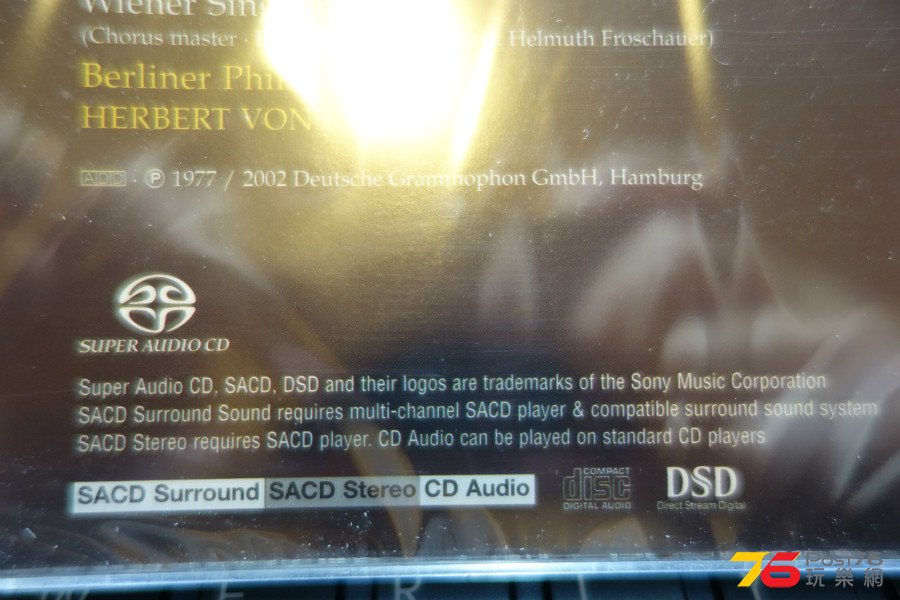 Wiener Sing
(Chorus master · Helmuth Froschauer)
Berliner Phil
HERBERT VON
ADD · ℗ 1977 / 2002 Deutsche Grammophon GmbH, Hamburg
SUPER AUDIO CD
Super Audio CD, SACD, DSD and their logos are trademarks of the Sony Music Corporation
SACD Surround Sound requires multi-channel SACD player & compatible surround sound system
SACD Stereo requires SACD player. CD Audio can be played on standard CD players
SACD Surround SACD Stereo CD Audio
COMPACT disc DIGITAL AUDIO
DSD Direct Stream Digital
76 Post76 玩樂網